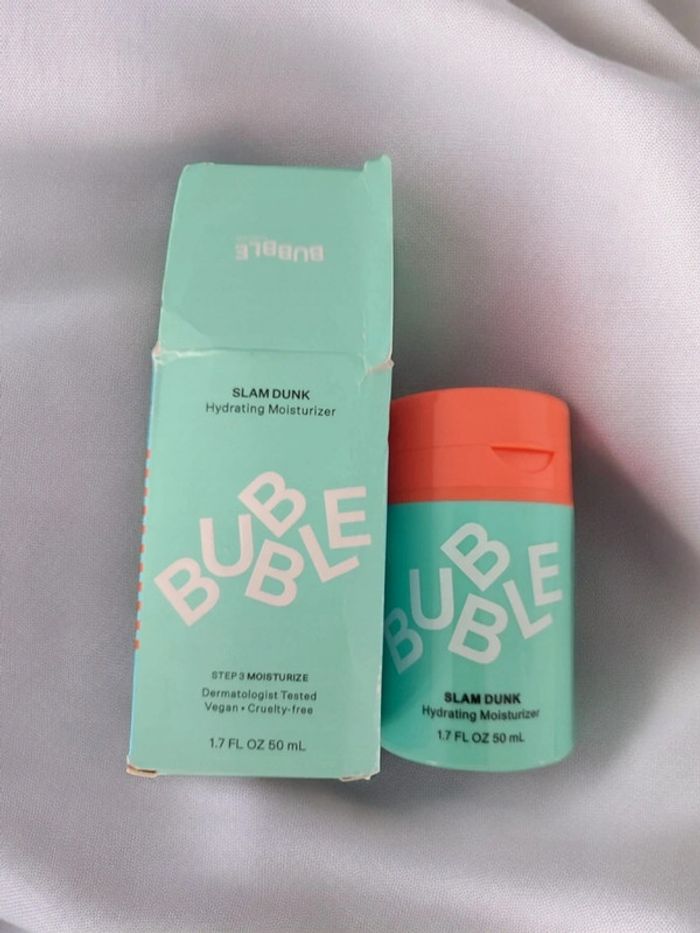 BUBBLE
SLAM DUNK
Hydrating Moisturizer
BUBBLE
STEP 3 MOISTURIZE
Dermatologist Tested
Vegan • Cruelty-free
1.7 FL OZ 50 mL
BUBBLE
SLAM DUNK
Hydrating Moisturizer
1.7 FL OZ 50 mL